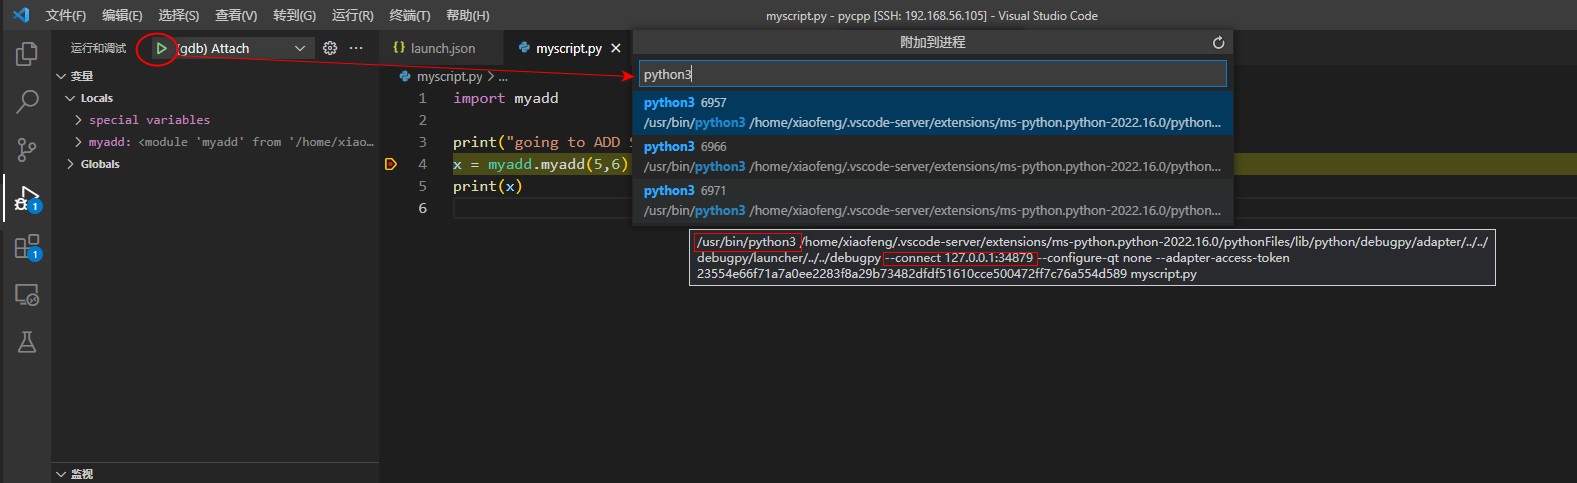 文件(F) 编辑(E) 选择(S) 查看(V) 转到(G) 运行(R) 终端(T) 帮助(H) myscript.py - pycpp [SSH: 192.168.56.105] - Visual Studio Code
运行和调试 (gdb) Attach ...
launch.json myscript.py
附加到进程
变量
Locals
special variables
myadd: <module 'myadd' from '/home/xiao...
Globals
监视
1
1
myscript.py > ...
1 import myadd
2
3 print("going to ADD
4 x = myadd.myadd(5,6)
5 print(x)
6
python3
python3 6957
/usr/bin/python3 /home/xiaofeng/.vscode-server/extensions/ms-python.python-2022.16.0/python...
python3 6966
/usr/bin/python3 /home/xiaofeng/.vscode-server/extensions/ms-python.python-2022.16.0/python...
python3 6971
/usr/bin/python3 /home/xiaofeng/.vscode-server/extensions/ms-python.python-2022.16.0/python...
/usr/bin/python3 /home/xiaofeng/.vscode-server/extensions/ms-python.python-2022.16.0/pythonFiles/lib/python/debugpy/adapter/../../
debugpy/launcher/../../debugpy --connect 127.0.0.1:34879 --configure-qt none --adapter-access-token
23554e66f71a7a0ee2283f8a29b73482dfdf51610cce500472ff7c76a554d589 myscript.py